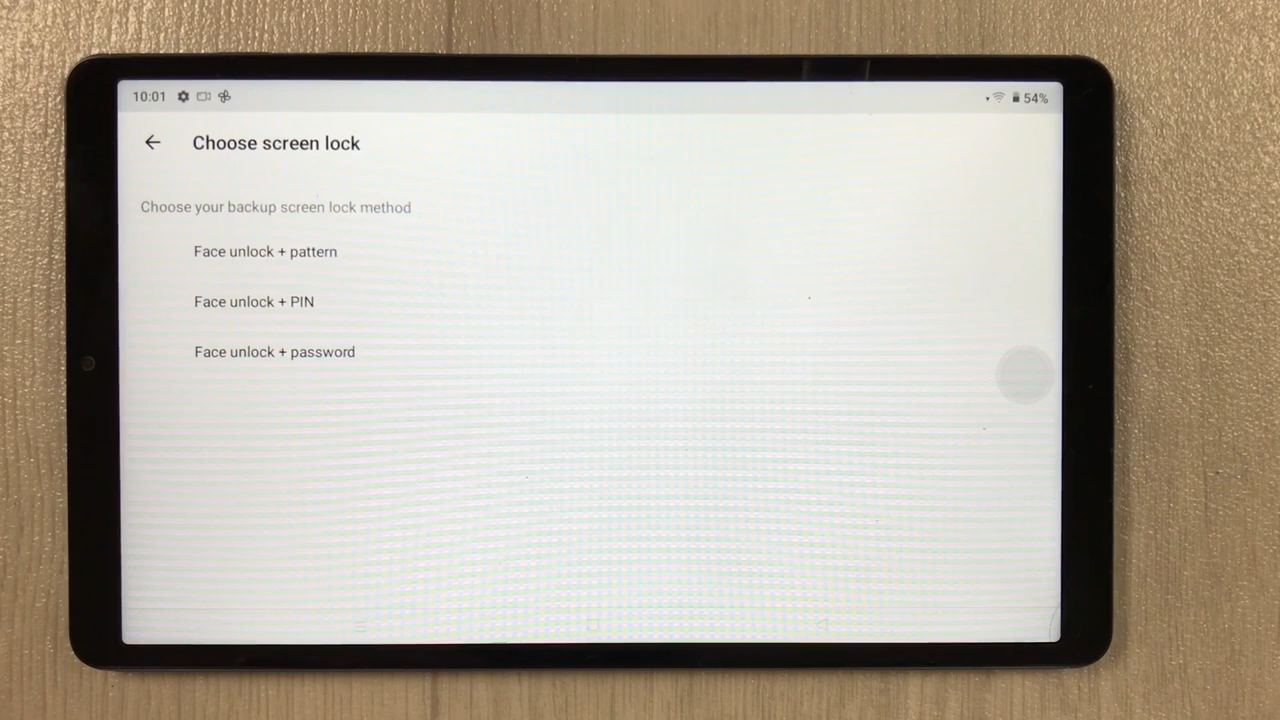 10:01 54%
Choose screen lock
Choose your backup screen lock method
Face unlock + pattern
Face unlock + PIN
Face unlock + password